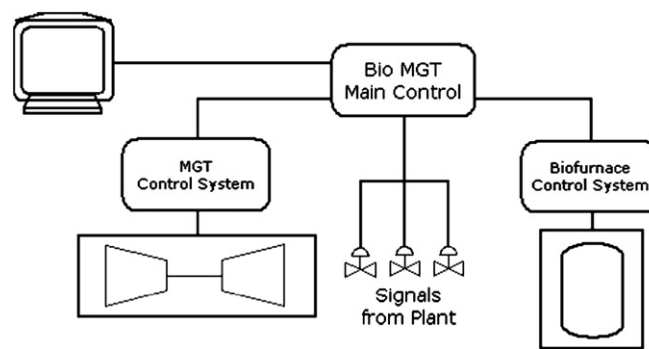 Bio MGT
Main Control
MGT
Control System
Biofurnace
Control System
Signals
from Plant